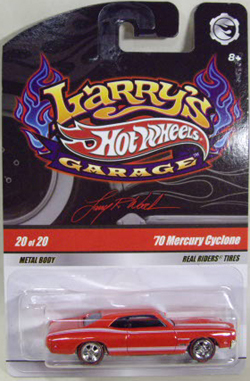 8+
Larry's
Hot Wheels
GARAGE
20 of 20
'70 Mercury Cyclone
METAL BODY
REAL RIDERS® TIRES